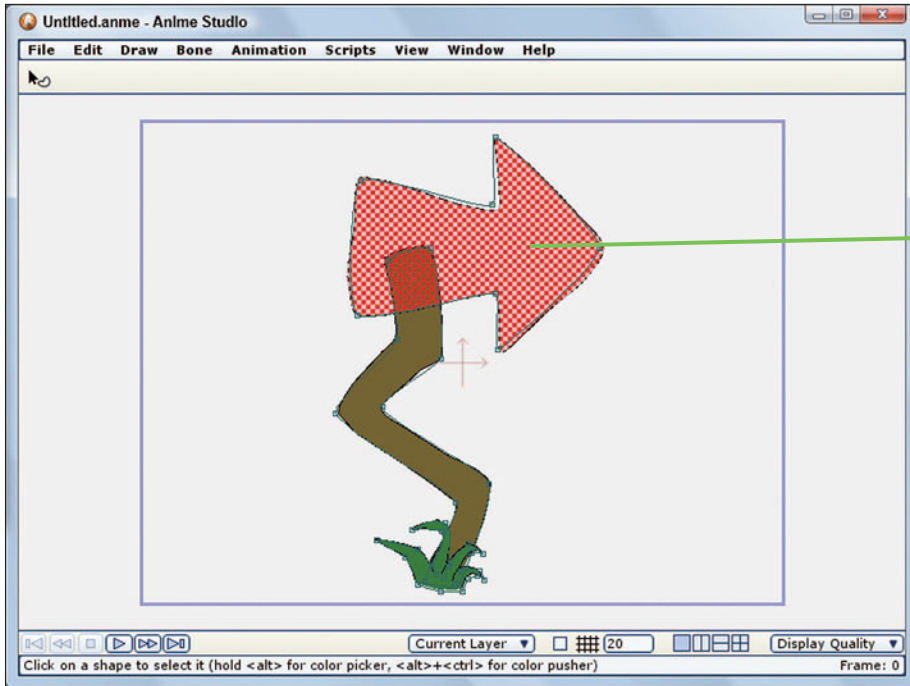 Untitled.anme - Anime Studio
File Edit Draw Bone Animation Scripts View Window Help
Current Layer 20 Display Quality
Click on a shape to select it (hold <alt> for color picker, <alt>+<ctrl> for color pusher) Frame: 0